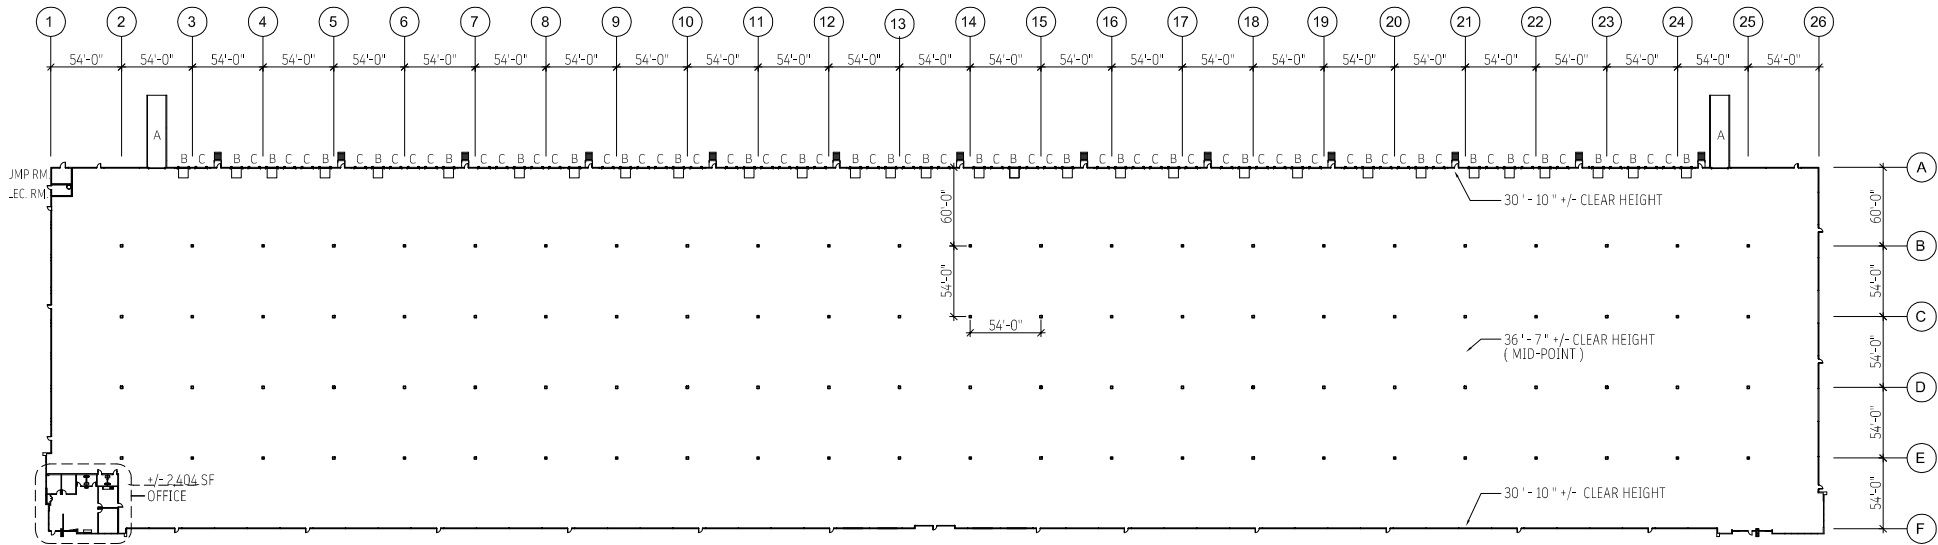 1 2 3 4 5 6 7 8 9 10 11 12 13 14 15 16 17 18 19 20 21 22 23 24 25 26
54'-0" 54'-0" 54'-0" 54'-0" 54'-0" 54'-0" 54'-0" 54'-0" 54'-0" 54'-0" 54'-0" 54'-0" 54'-0" 54'-0" 54'-0" 54'-0" 54'-0" 54'-0" 54'-0" 54'-0" 54'-0" 54'-0" 54'-0" 54'-0" 54'-0"
A A
B C B C B C C B C B C C C B C C B C C B C B C C B C C B C C B C B C B C B C B C B C C B C B C C B C C B C C B C C B C C B C B C B C B C B C B C C B
A
UMP RM.
LEC. RM.
30'-10" +/- CLEAR HEIGHT
60'-0" 60'-0"
B
54'-0" 54'-0"
C
54'-0"
36'-7" +/- CLEAR HEIGHT
( MID-POINT )
54'-0"
D
54'-0"
E
+/- 2,404 SF
OFFICE
30'-10" +/- CLEAR HEIGHT
54'-0"
F